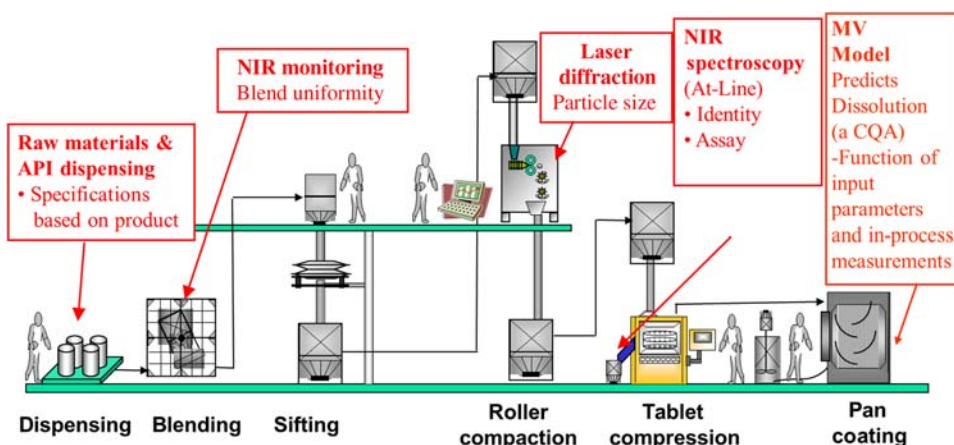 Raw materials &
API dispensing
• Specifications
based on product
NIR monitoring
Blend uniformity
Laser
diffraction
Particle size
NIR
spectroscopy
(At-Line)
• Identity
• Assay
MV
Model
Predicts
Dissolution
(a CQA)
-Function of
input
parameters
and in-process
measurements
Dispensing
Blending
Sifting
Roller
compaction
Tablet
compression
Pan
coating